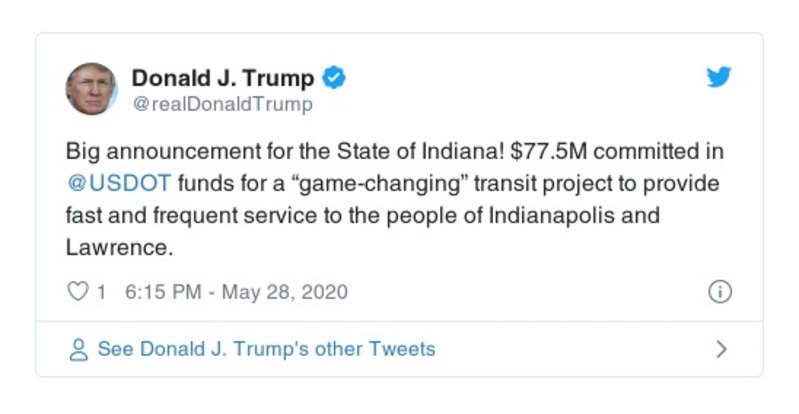 Donald J. Trump
@realDonaldTrump
Big announcement for the State of Indiana! $77.5M committed in
@USDOT funds for a “game-changing” transit project to provide
fast and frequent service to the people of Indianapolis and
Lawrence.
1 6:15 PM - May 28, 2020
See Donald J. Trump's other Tweets